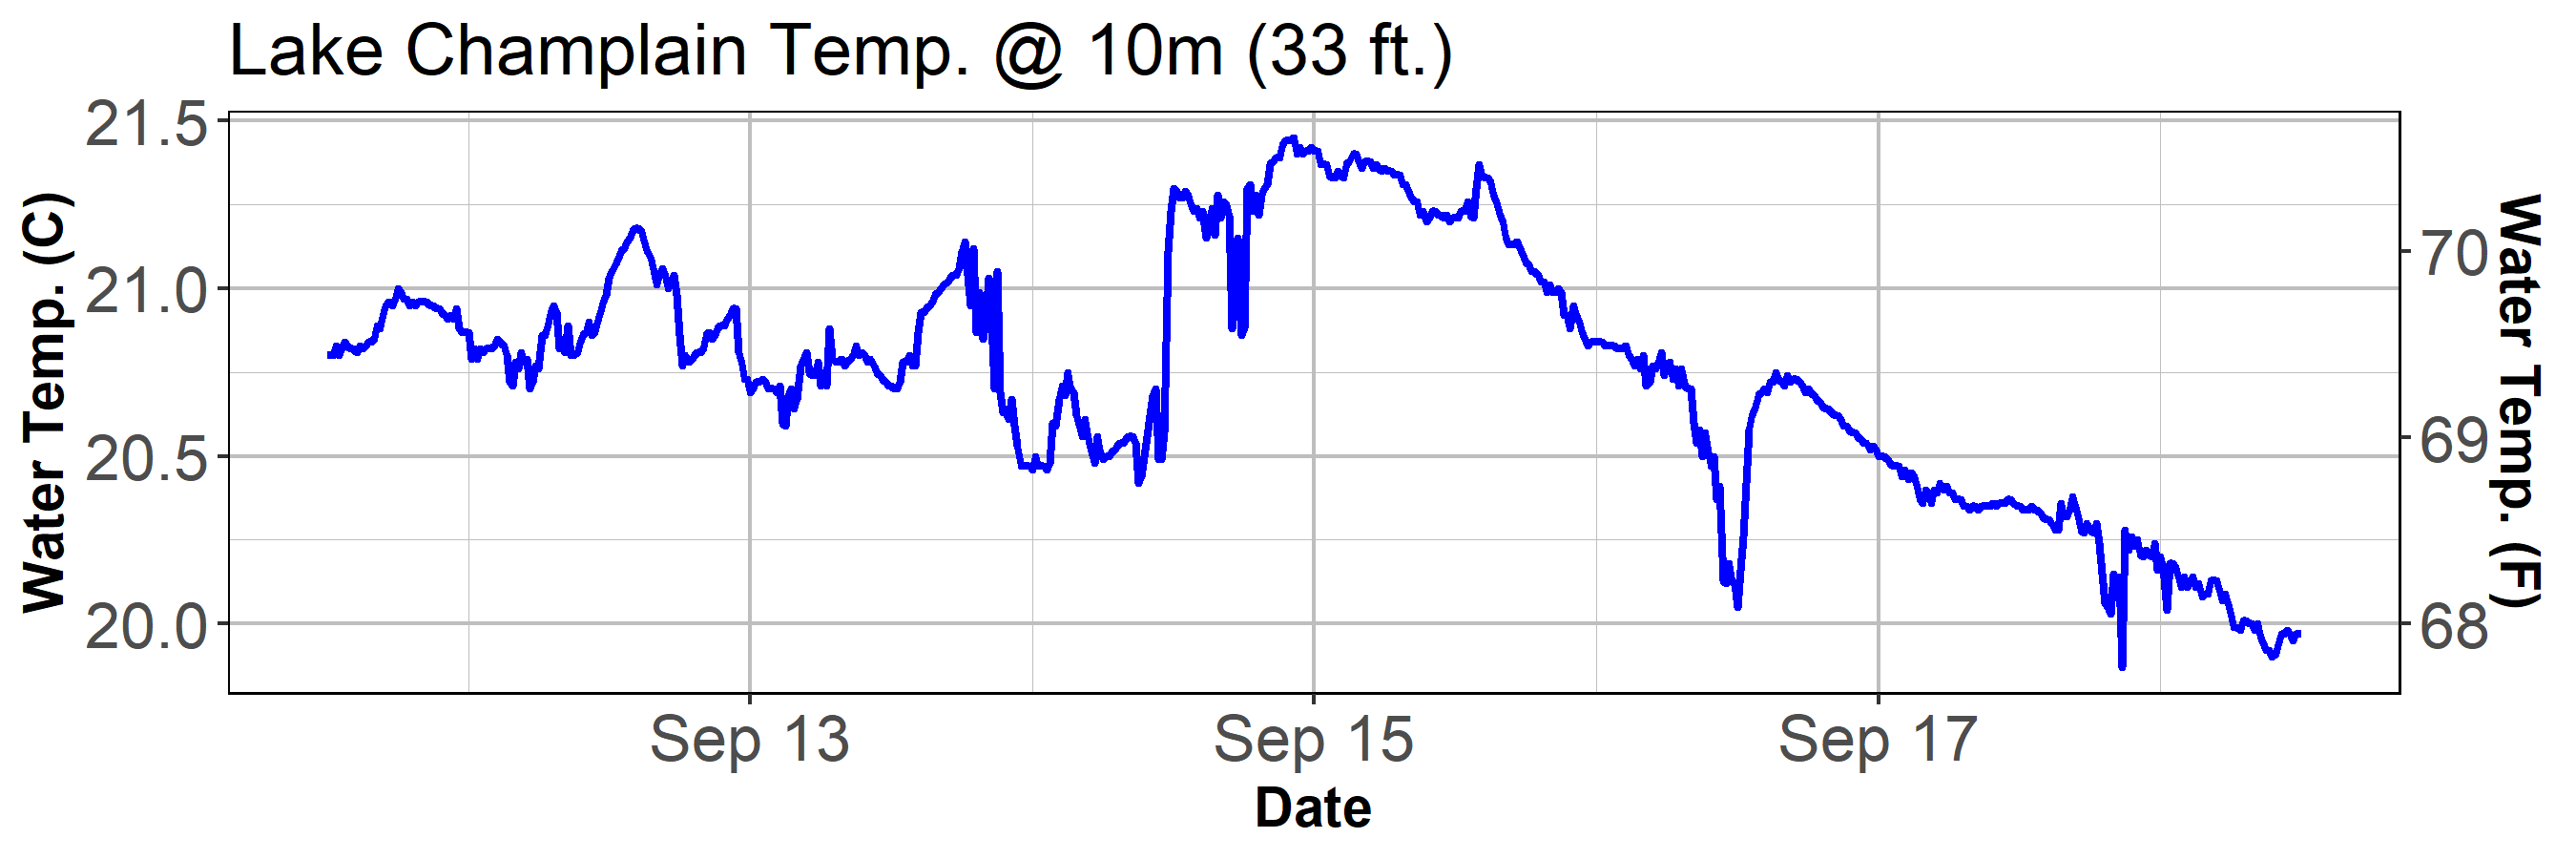 Lake Champlain Temp. @ 10m (33 ft.)
Water Temp. (C)
21.5
21.0
20.5
20.0
Water Temp. (F)
70
69
68
Sep 13
Sep 15
Sep 17
Date